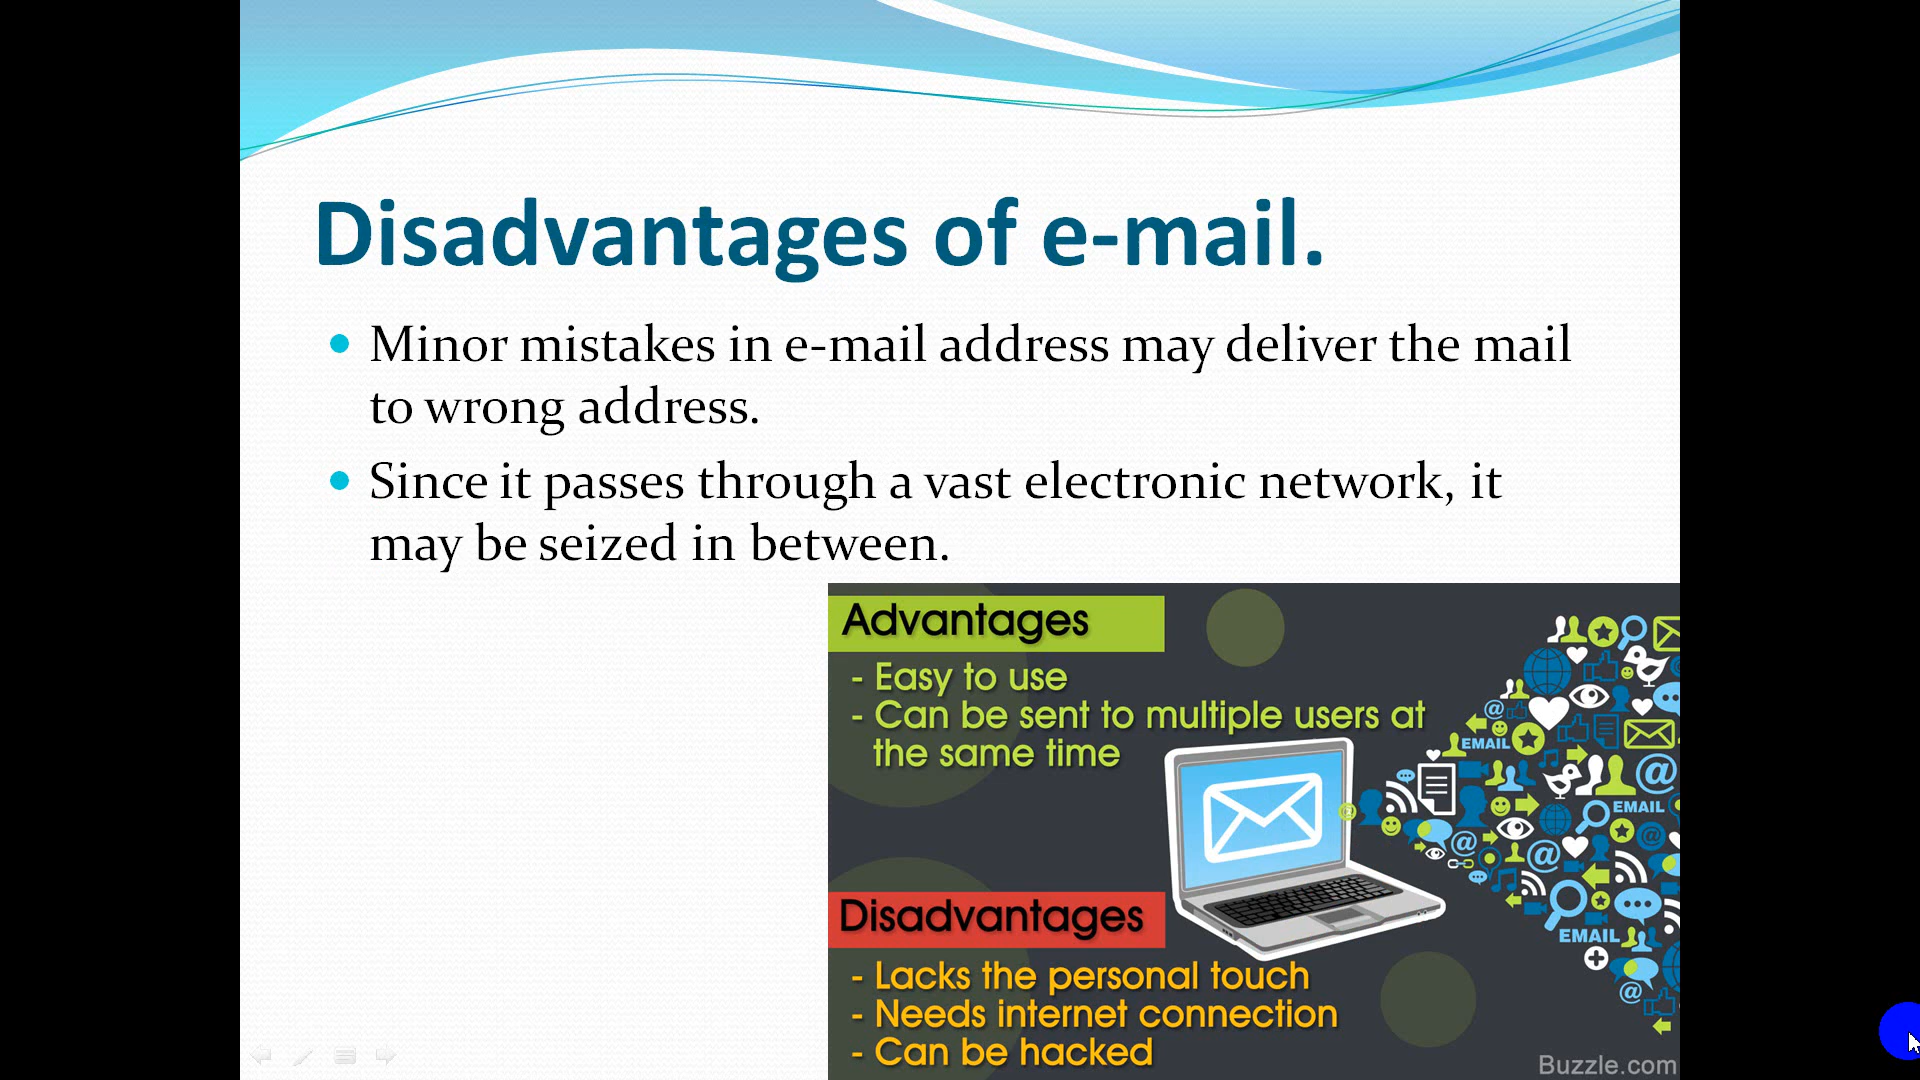 Disadvantages of e-mail.
Minor mistakes in e-mail address may deliver the mail
to wrong address.
Since it passes through a vast electronic network, it
may be seized in between.
Advantages
- Easy to use
- Can be sent to multiple users at
the same time
EMAIL
EMAIL
Disadvantages
EMAIL
- Lacks the personal touch
- Needs internet connection
- Can be hacked
Buzzle.com